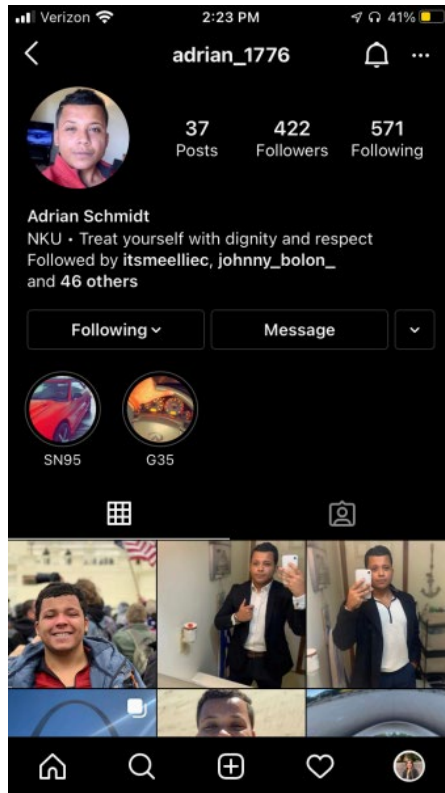 Verizon 2:23 PM 41%
adrian_1776
37 422 571
Posts Followers Following
Adrian Schmidt
NKU • Treat yourself with dignity and respect
Followed by itsmeelliec, johnny_bolon_
and 46 others
Following Message
SN95 G35